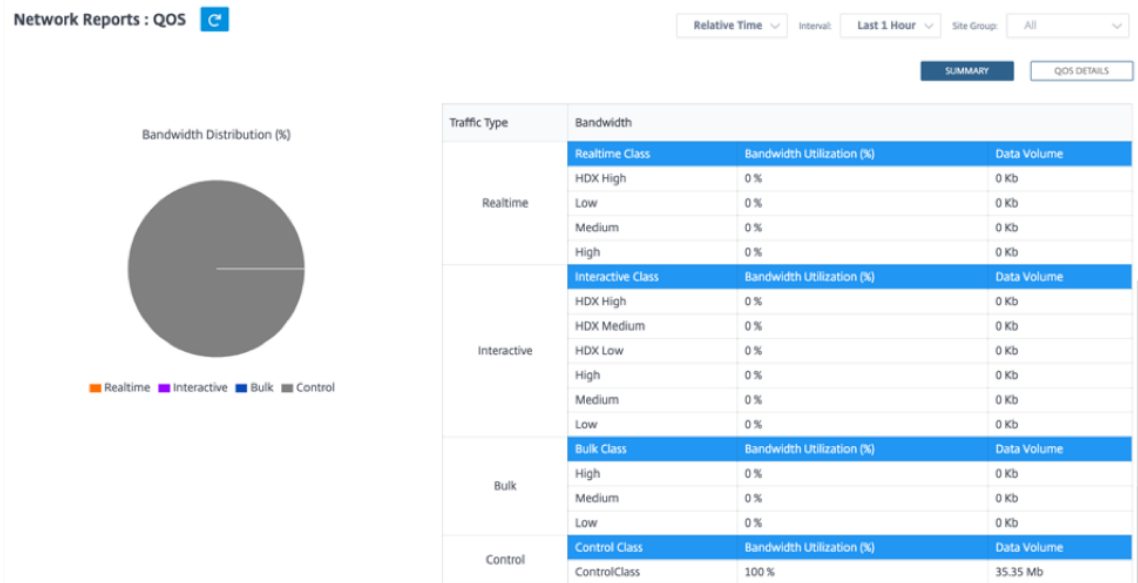 Network Reports : QOS
Relative Time Interval: Last 1 Hour Site Group: All
SUMMARY QOS DETAILS
Bandwidth Distribution (%)
Realtime Interactive Bulk Control
Traffic Type Bandwidth
Realtime
Realtime Class Bandwidth Utilization (%) Data Volume
HDX High 0 % 0 Kb
Low 0 % 0 Kb
Medium 0 % 0 Kb
High 0 % 0 Kb
Interactive
Interactive Class Bandwidth Utilization (%) Data Volume
HDX High 0 % 0 Kb
HDX Medium 0 % 0 Kb
HDX Low 0 % 0 Kb
High 0 % 0 Kb
Medium 0 % 0 Kb
Low 0 % 0 Kb
Bulk
Bulk Class Bandwidth Utilization (%) Data Volume
High 0 % 0 Kb
Medium 0 % 0 Kb
Low 0 % 0 Kb
Control
Control Class Bandwidth Utilization (%) Data Volume
ControlClass 100 % 35.35 Mb